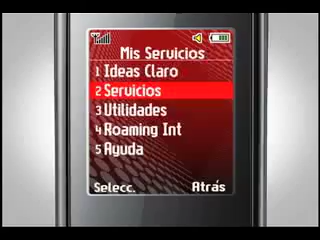 Mis Servicios
1 Ideas Claro
2 Servicios
3 Utilidades
4 Roaming Int
5 Ayuda
Selecc. Atrás